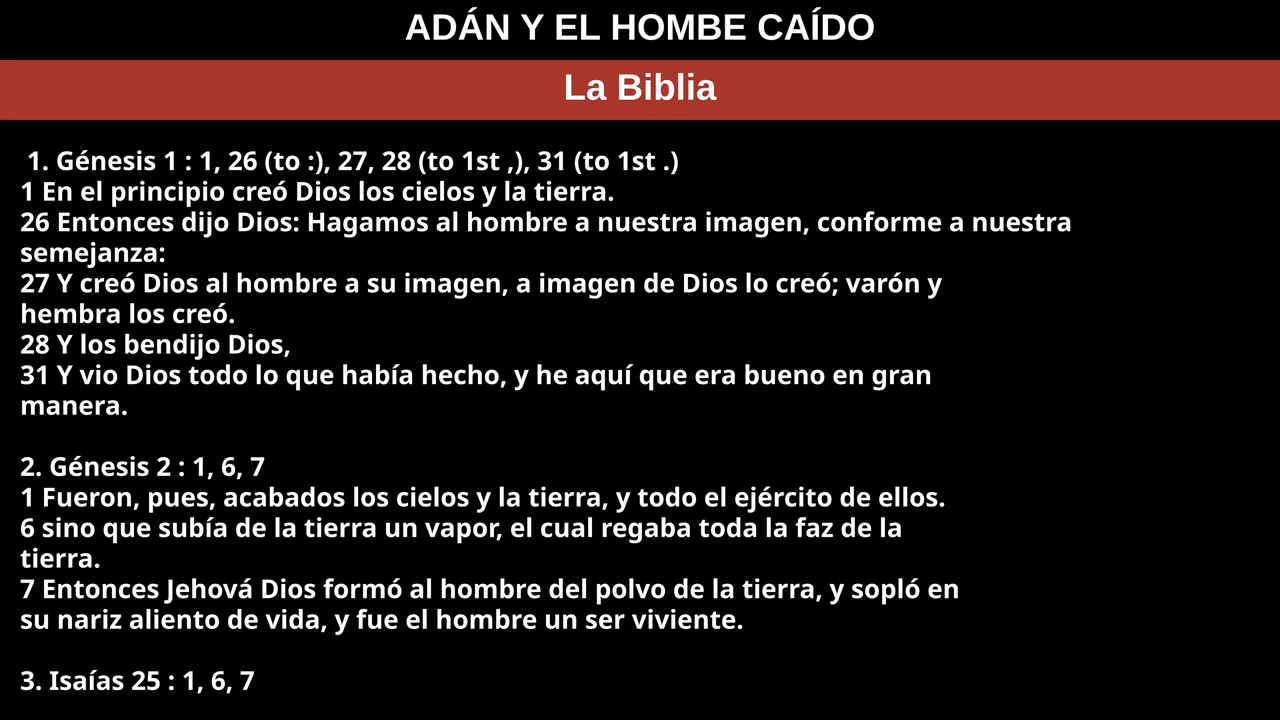 ADÁN Y EL HOMBE CAÍDO
La Biblia
1. Génesis 1 : 1, 26 (to :), 27, 28 (to 1st ,), 31 (to 1st .)
1 En el principio creó Dios los cielos y la tierra.
26 Entonces dijo Dios: Hagamos al hombre a nuestra imagen, conforme a nuestra
semejanza:
27 Y creó Dios al hombre a su imagen, a imagen de Dios lo creó; varón y
hembra los creó.
28 Y los bendijo Dios,
31 Y vio Dios todo lo que había hecho, y he aquí que era bueno en gran
manera.
2. Génesis 2 : 1, 6, 7
1 Fueron, pues, acabados los cielos y la tierra, y todo el ejército de ellos.
6 sino que subía de la tierra un vapor, el cual regaba toda la faz de la
tierra.
7 Entonces Jehová Dios formó al hombre del polvo de la tierra, y sopló en
su nariz aliento de vida, y fue el hombre un ser viviente.
3. Isaías 25 : 1, 6, 7